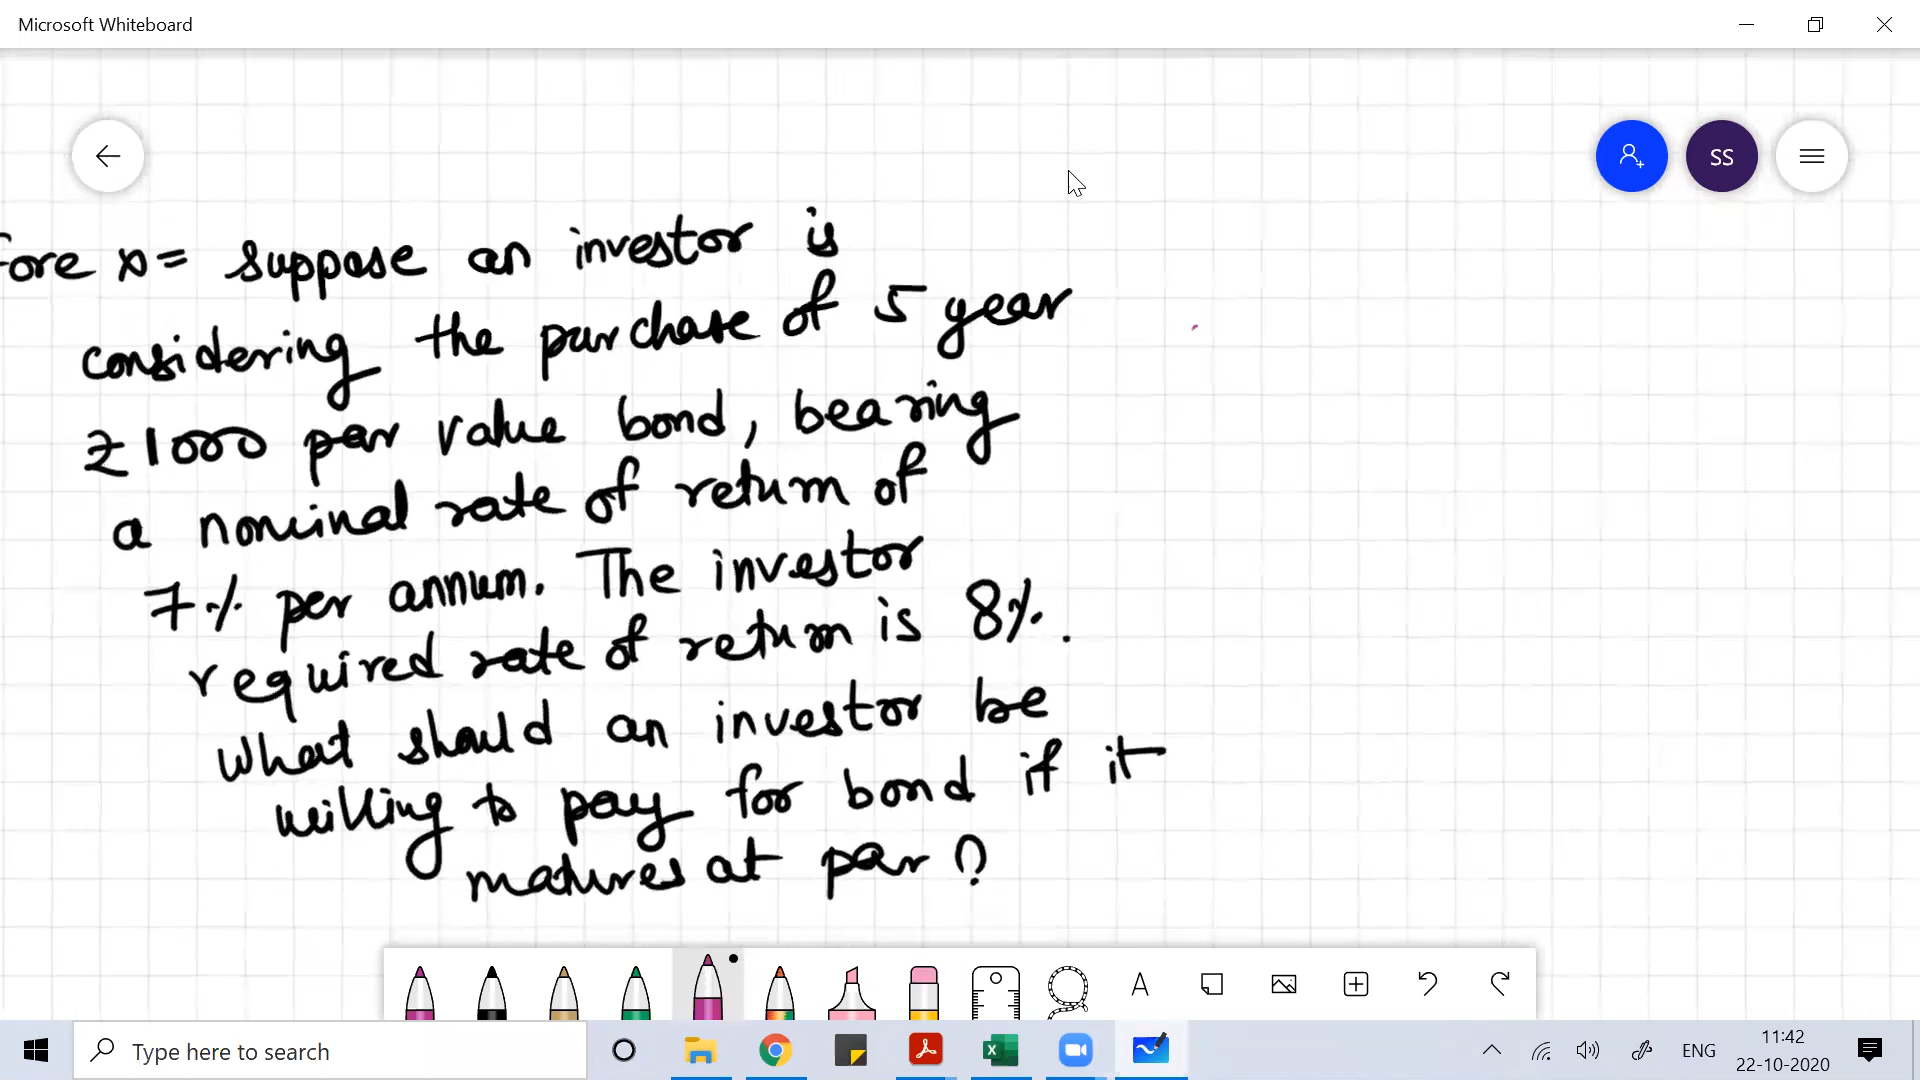 Microsoft Whiteboard
SS
fore x= suppose an investor is
considering the purchase of 5 year
₹1000 par value bond, bearing
a nominal rate of return of
7% per annum. The investor
required rate of return is 8%.
What should an investor be
willing to pay for bond if it
matures at par?
Type here to search
ENG
11:42
22-10-2020